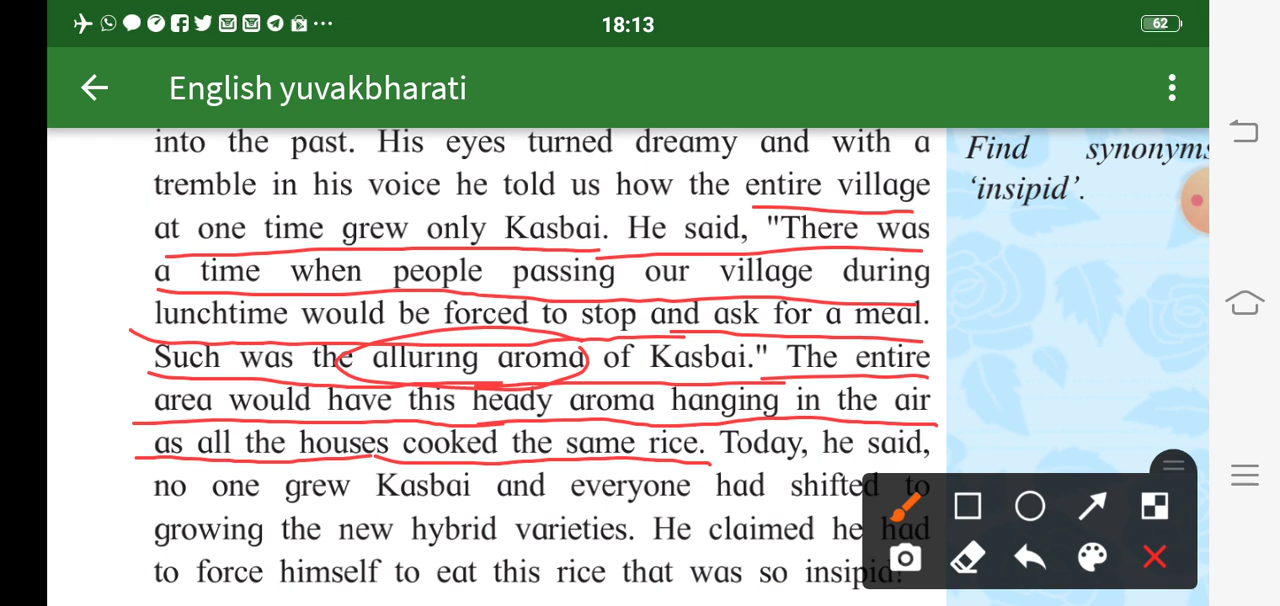 18:13
62
English yuvakbharati
into the past. His eyes turned dreamy and with a
tremble in his voice he told us how the entire village
at one time grew only Kasbai. He said, "There was
a time when people passing our village during
lunchtime would be forced to stop and ask for a meal.
Such was the alluring aroma of Kasbai." The entire
area would have this heady aroma hanging in the air
as all the houses cooked the same rice. Today, he said,
no one grew Kasbai and everyone had shifted to
growing the new hybrid varieties. He claimed he had
to force himself to eat this rice that was so insipid!
Find synonyms
‘insipid’.